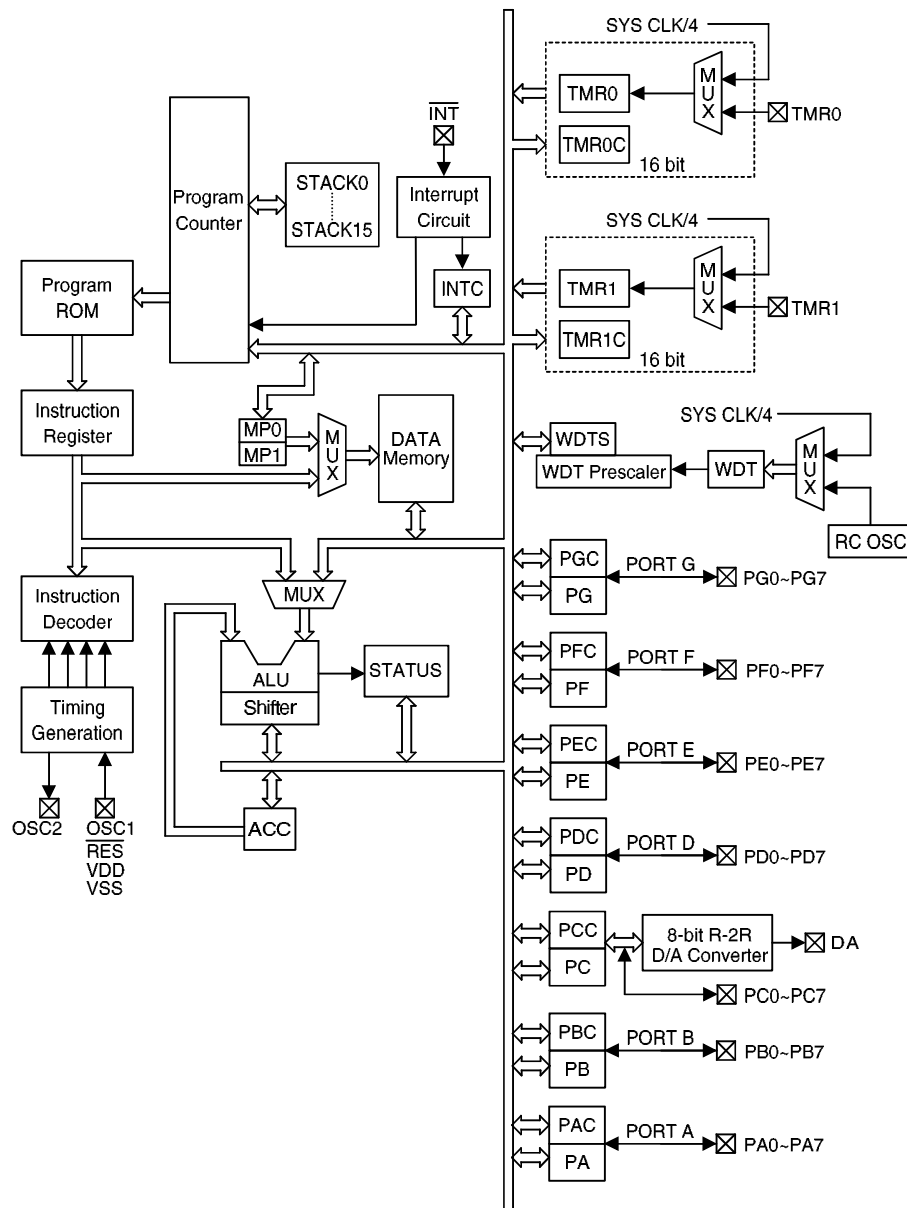 SYS CLK/4
MUX
TMR0
TMR0
TMR0C
16 bit
INT
Program
Counter
STACK0
STACK15
Interrupt
Circuit
INTC
SYS CLK/4
MUX
TMR1
TMR1
TMR1C
16 bit
Program
ROM
Instruction
Register
MP0
MP1
MUX
DATA
Memory
SYS CLK/4
MUX
WDTS
WDT Prescaler
WDT
RC OSC
Instruction
Decoder
MUX
ALU
Shifter
STATUS
Timing
Generation
ACC
OSC2
OSC1
RES
VDD
VSS
PGC
PG
PORT G
PG0~PG7
PFC
PF
PORT F
PF0~PF7
PEC
PE
PORT E
PE0~PE7
PDC
PD
PORT D
PD0~PD7
PCC
PC
8-bit R-2R
D/A Converter
DA
PC0~PC7
PBC
PB
PORT B
PB0~PB7
PAC
PA
PORT A
PA0~PA7